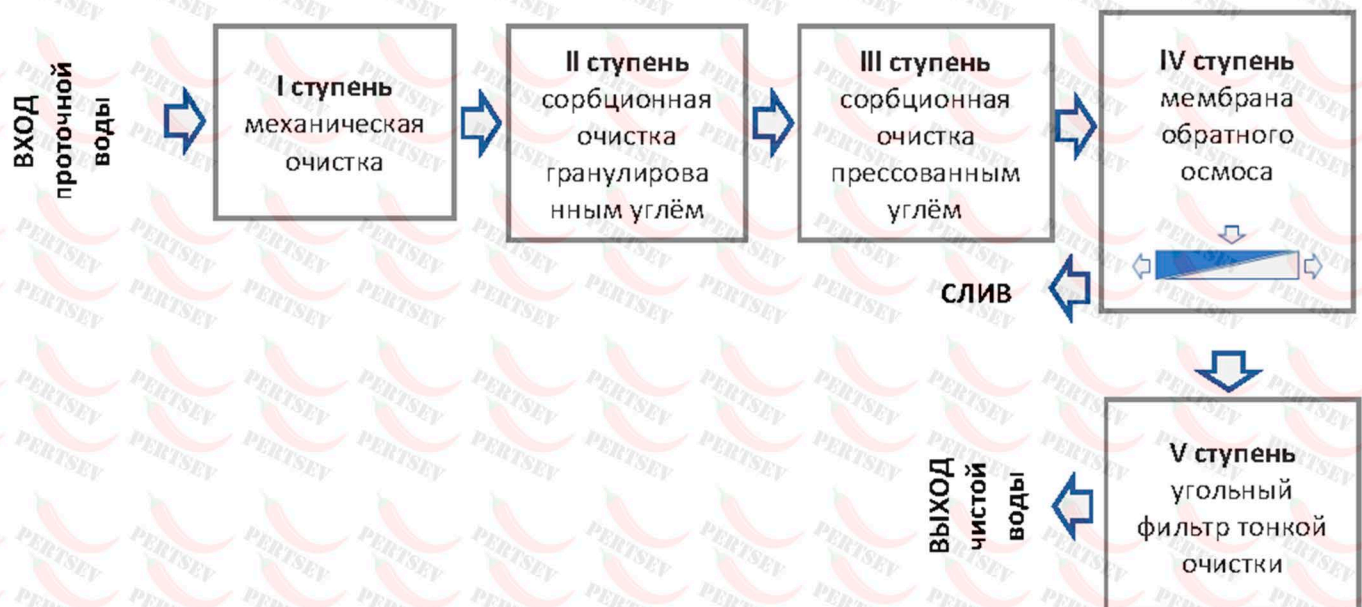 ВХОД
проточной
воды
I ступень
механическая
очистка
II ступень
сорбционная
очистка
гранулирова
нным углём
III ступень
сорбционная
очистка
прессованным
углём
IV ступень
мембрана
обратного
осмоса
СЛИВ
V ступень
угольный
фильтр тонкой
очистки
ВЫХОД
чистой
воды
PERTSEV